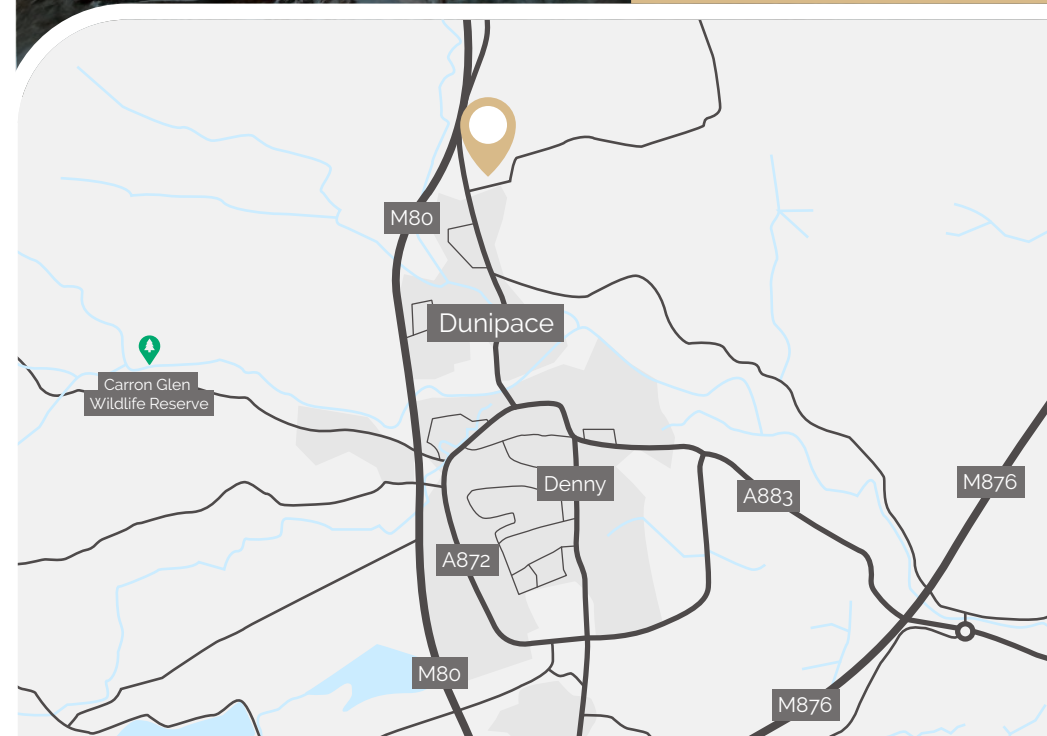 M80
Dunipace
Carron Glen
Wildlife Reserve
Denny
M876
A883
A872
M80
M876